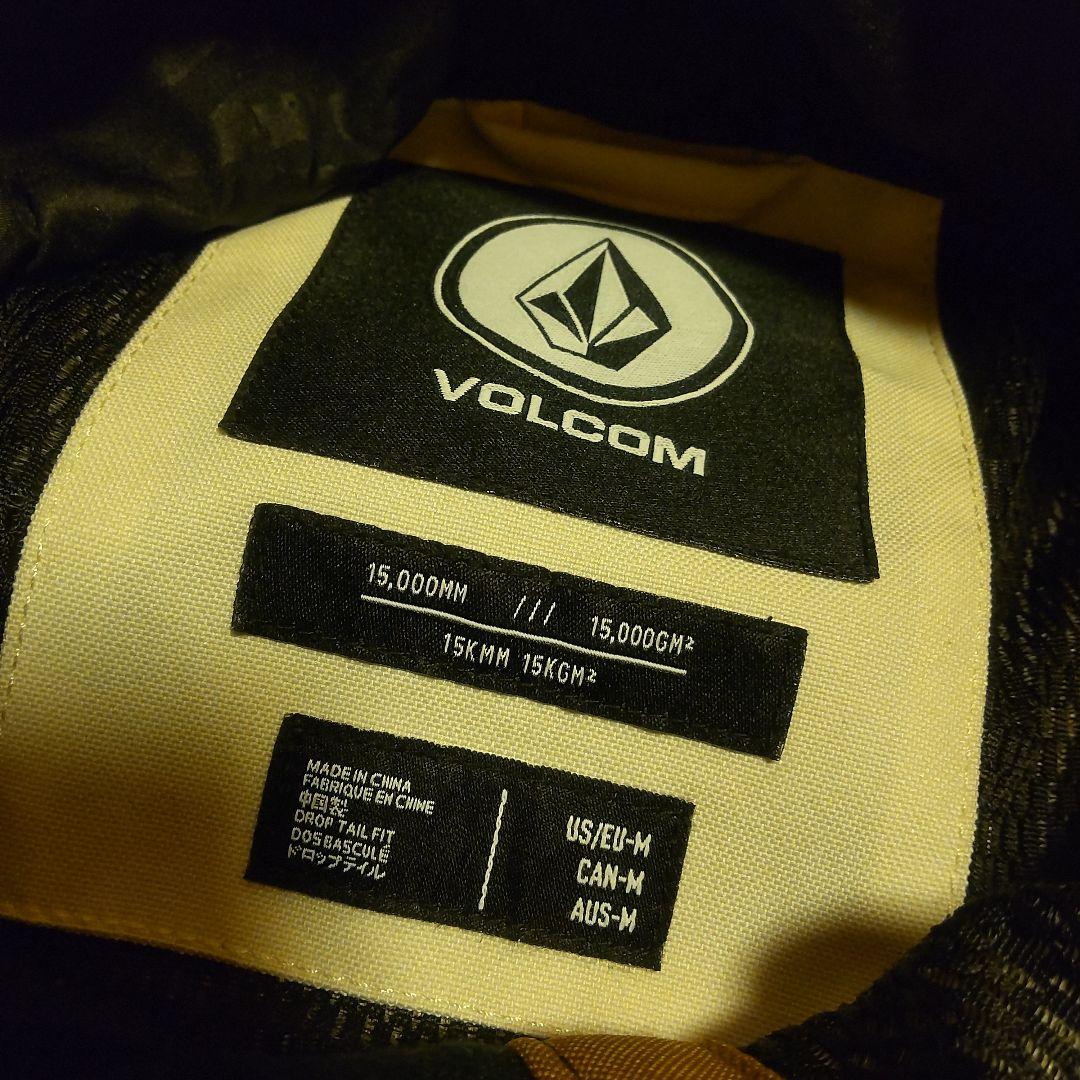 VOLCOM
15,000MM /// 15,000GM²
15KMM 15KGM²
MADE IN CHINA
FABRIQUE EN CHINE
中国製
DROP TAIL FIT
DOS BASCULÉ
ドロップテイル
US/EU-M
CAN-M
AUS-M